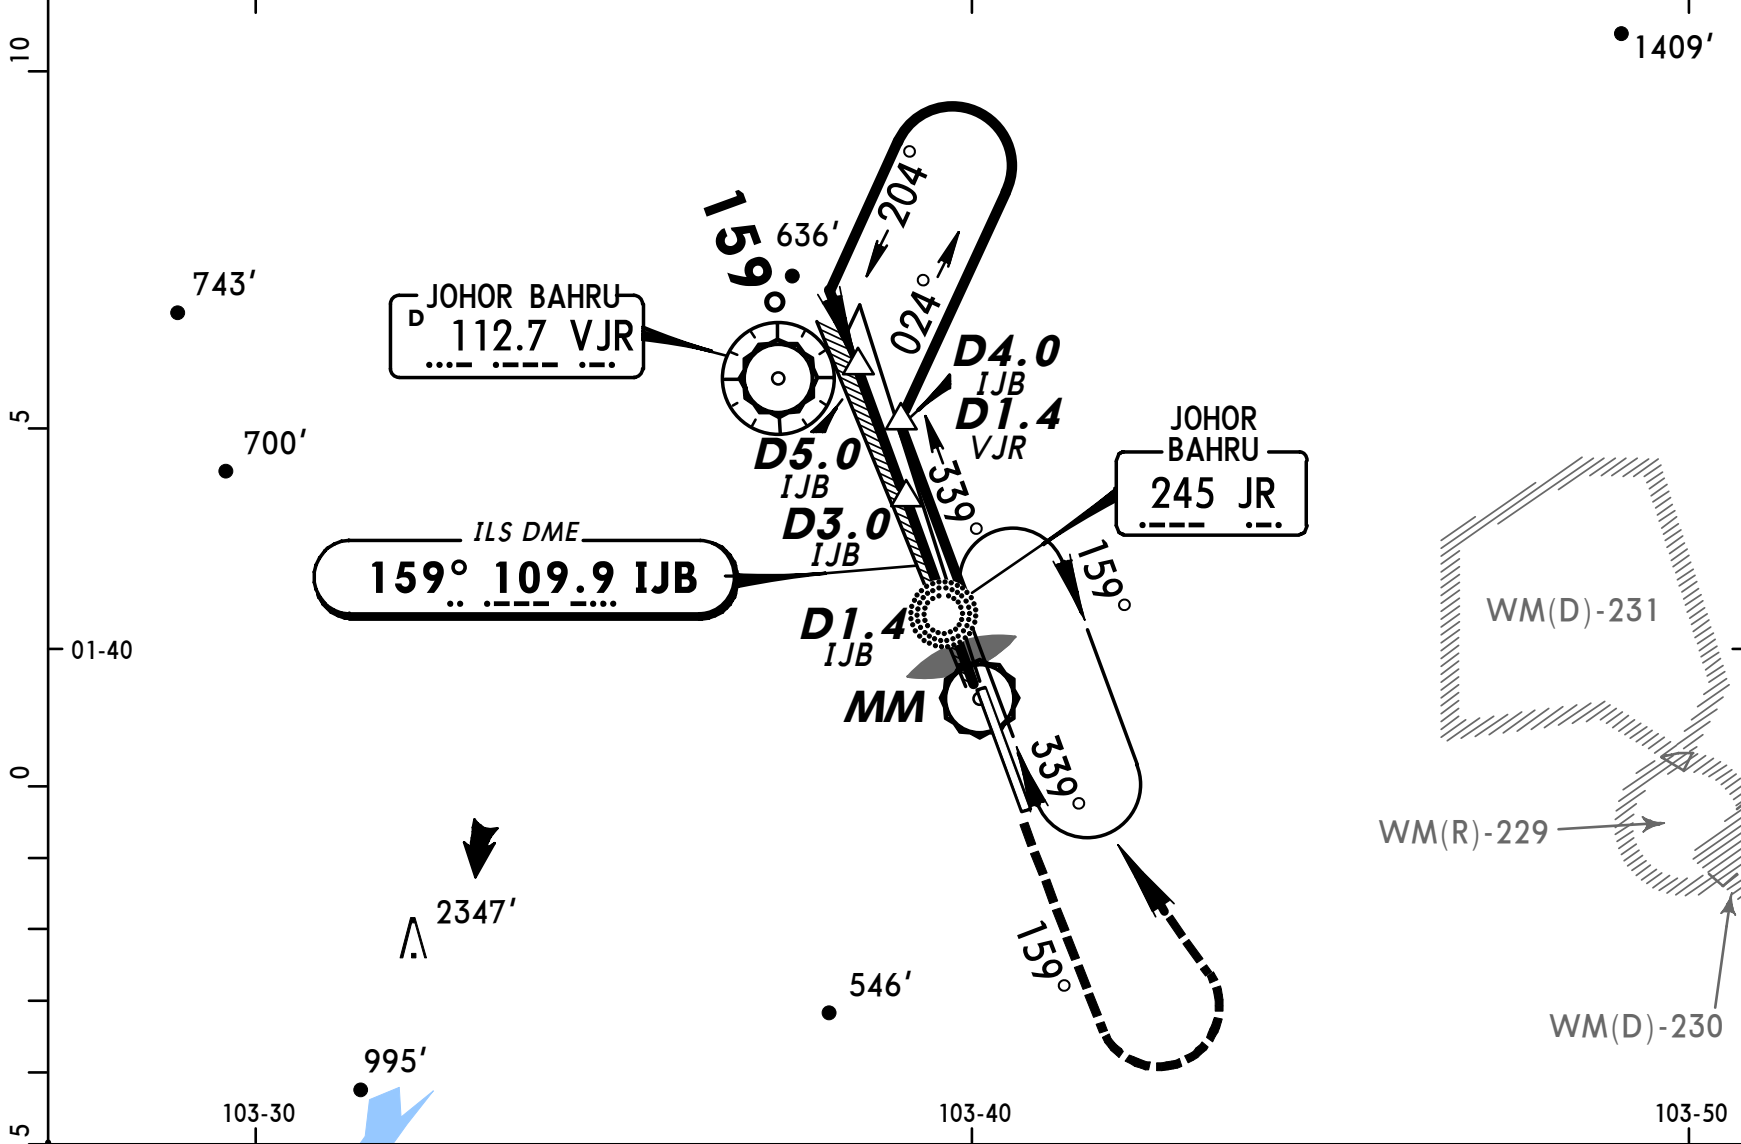 10
1409'
204°
159°
636'
743'
JOHOR BAHRU
D 112.7 VJR
024°
D4.0
IJB
D1.4
VJR
5
700'
D5.0
IJB
339°
JOHOR
BAHRU
245 JR
D3.0
IJB
ILS DME
159° 109.9 IJB
159°
D1.4
IJB
WM(D)-231
01-40
MM
339°
0
WM(R)-229
2347'
159°
546'
WM(D)-230
995'
103-30
103-40
103-50
5